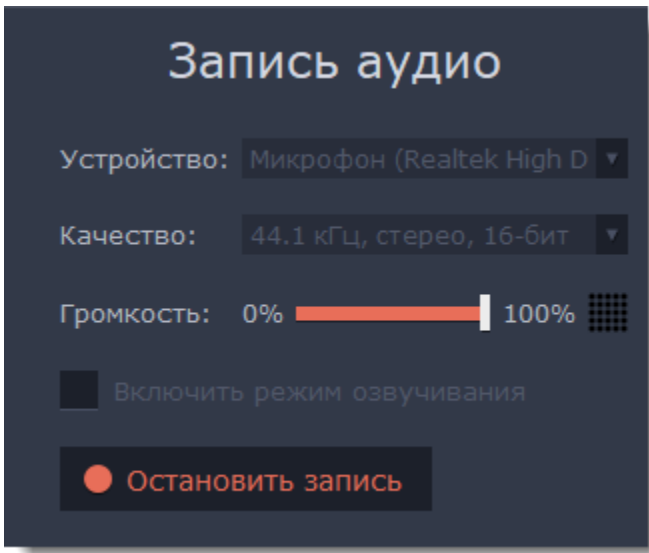 Запись аудио
Устройство: Микрофон (Realtek High D
Качество: 44.1 кГц, стерео, 16-бит
Громкость: 0% 100%
Включить режим озвучивания
Остановить запись